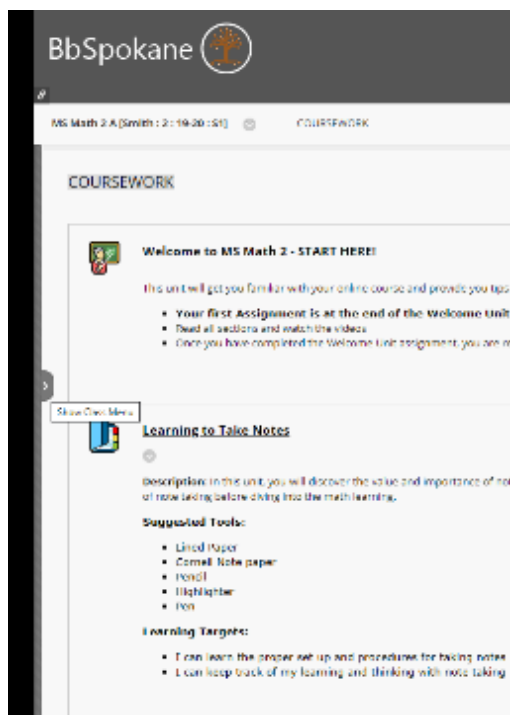 BbSpokane
MS Math 2 A [Smith : 2 : 19-20 : S1] COURSEWORK
COURSEWORK
Welcome to MS Math 2 - START HERE!
This unit will get you familiar with your online course and provide you tips
Your first Assignment is at the end of the Welcome Unit
Read all sections and watch the videos
Once you have completed the Welcome Unit assignment, you are
Show Class Menu
Learning to Take Notes
Description: In this unit, you will discover the value and importance of
of note taking before diving into the math learning.
Suggested Tools:
Lined Paper
Cornell Note paper
Pencil
Highlighter
Pen
Learning Targets:
I can learn the proper set up and procedures for taking notes
I can keep track of my learning and thinking with note taking